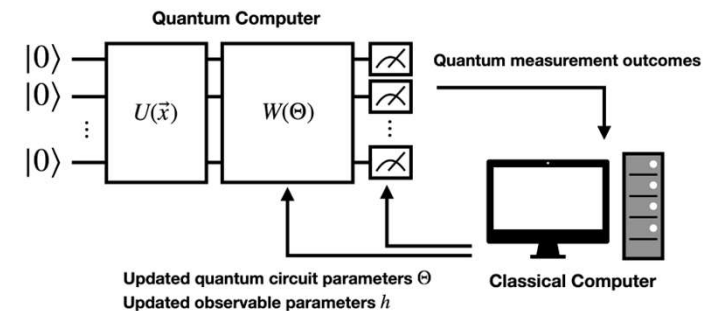 Quantum Computer
|0⟩
|0⟩
⋮
|0⟩
U(x⃗)
W(Θ)
⋮
Quantum measurement outcomes
Updated quantum circuit parameters Θ
Updated observable parameters h
Classical Computer